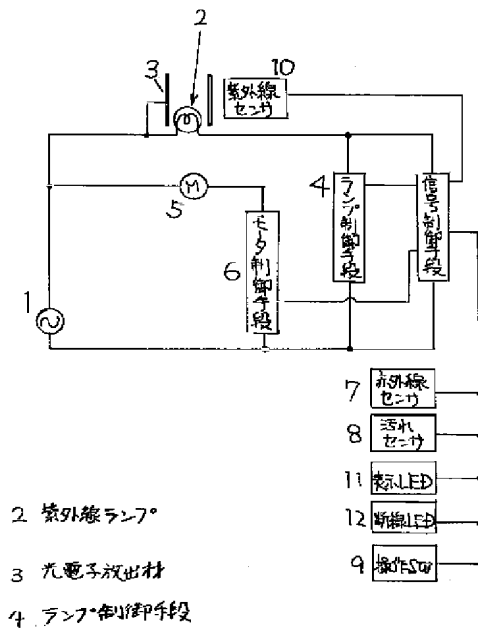 2
3
10
紫外線
センサ
M
5
4
ランプ制御手段
信号制御手段
モータ制御手段
6
1
7
赤外線
センサ
8
汚れ
センサ
11
表示LED
12
断線LED
9
操作SW
2 紫外線ランプ
3 光電子放出材
4 ランプ制御手段